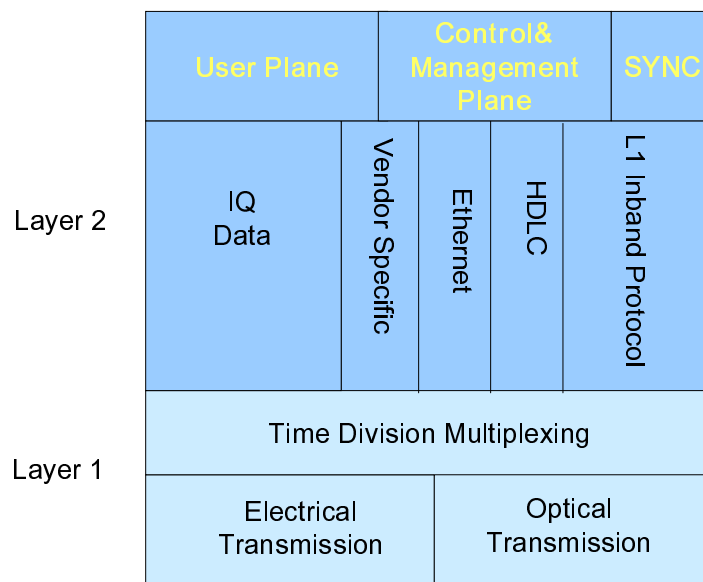 User Plane
Control&
Management
Plane
SYNC
Layer 2
IQ
Data
Vendor Specific
Ethernet
HDLC
L1 Inband Protocol
Layer 1
Time Division Multiplexing
Electrical
Transmission
Optical
Transmission